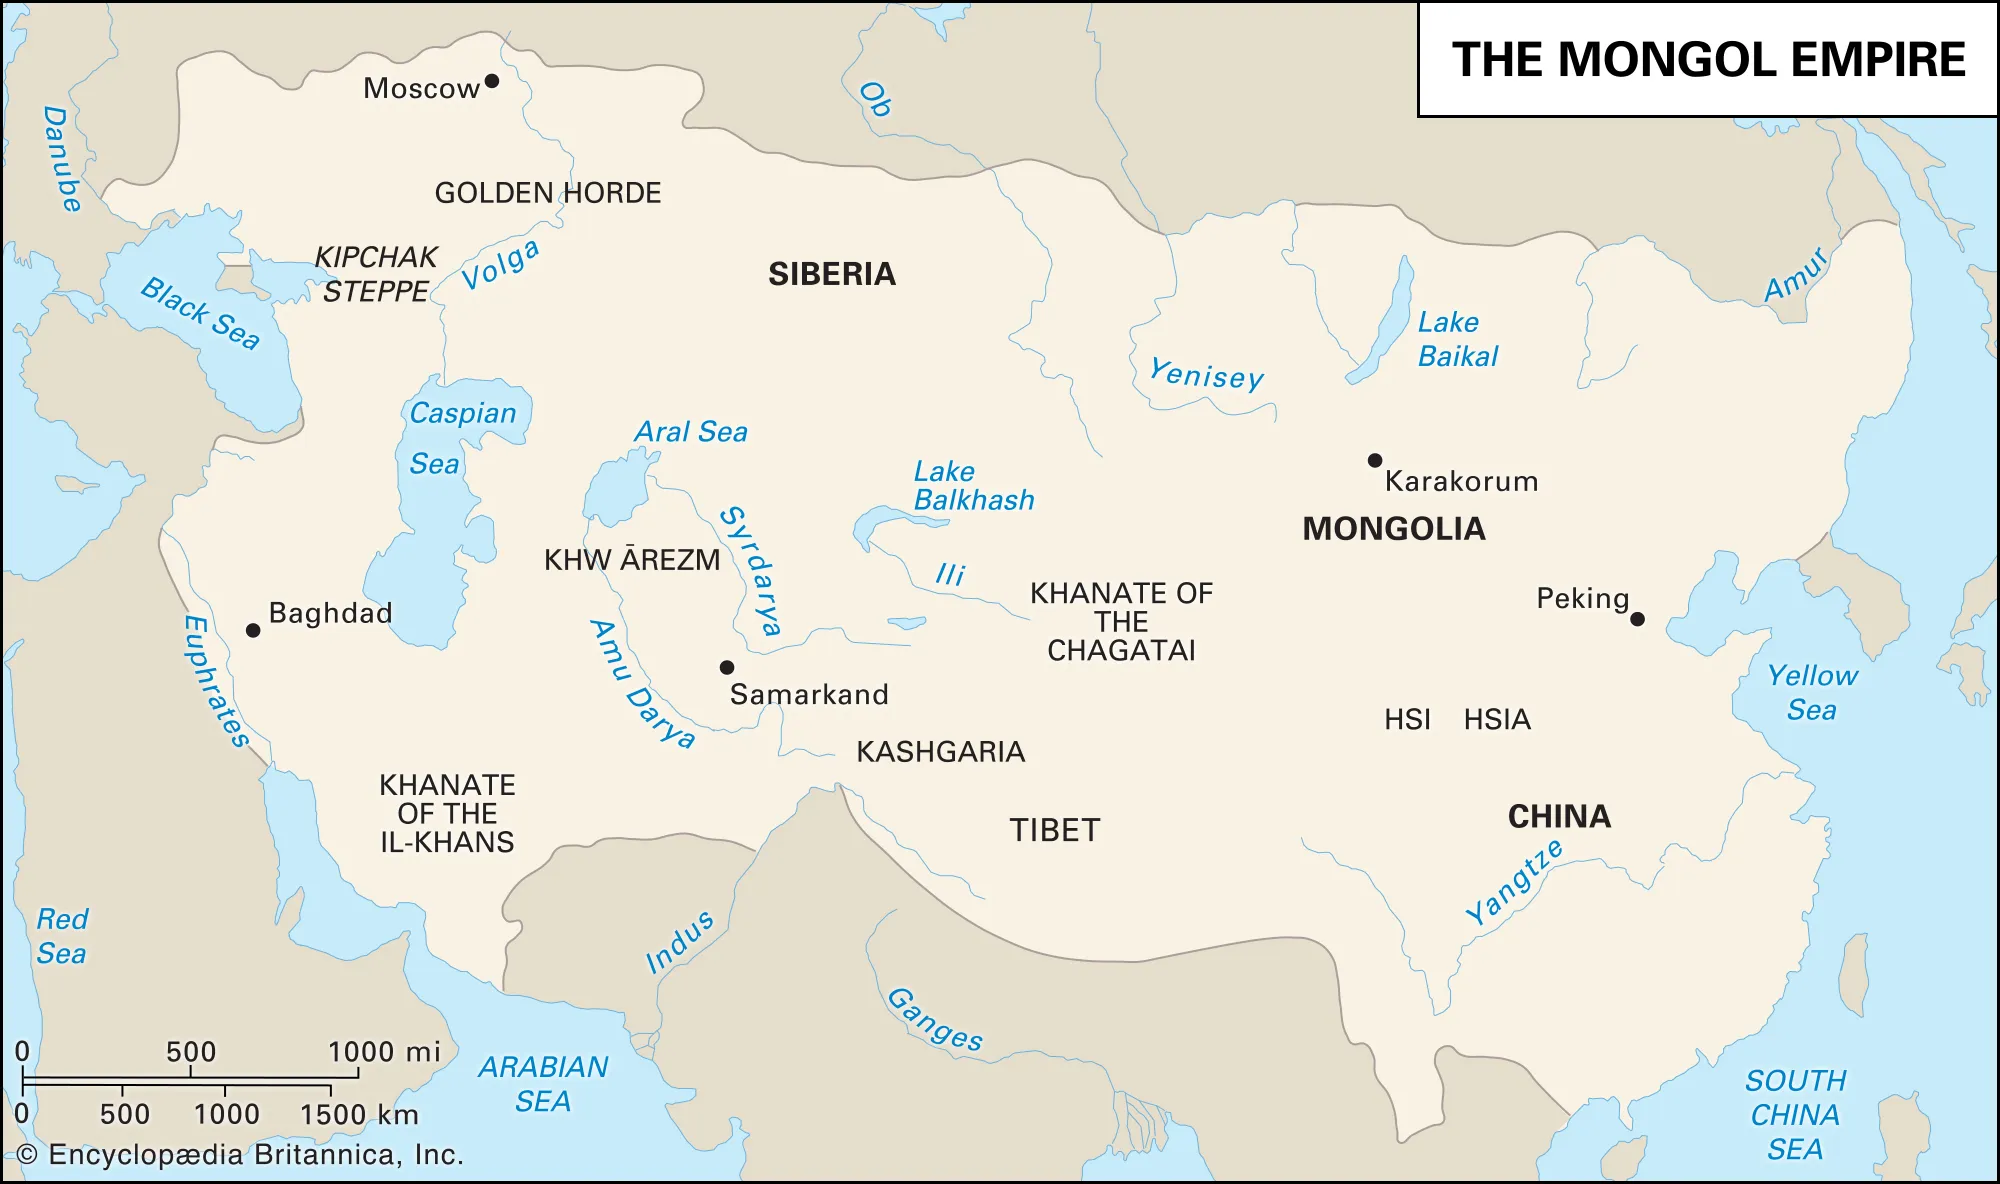 THE MONGOL EMPIRE
Moscow
Ob
Danube
GOLDEN HORDE
KIPCHAK
STEPPE
Volga
SIBERIA
Amur
Black Sea
Lake
Baikal
Yenisey
Caspian
Sea
Aral Sea
Lake
Balkhash
Karakorum
MONGOLIA
Syrdarya
KHW ĀREZM
Ili
KHANATE OF
THE
CHAGATAI
Peking
Baghdad
Euphrates
Amu Darya
Samarkand
Yellow
Sea
HSI HSIA
KASHGARIA
KHANATE
OF THE
IL-KHANS
TIBET
CHINA
Yangtze
Red
Sea
Indus
Ganges
ARABIAN
SEA
SOUTH
CHINA
SEA
0 500 1000 mi
0 500 1000 1500 km
© Encyclopædia Britannica, Inc.